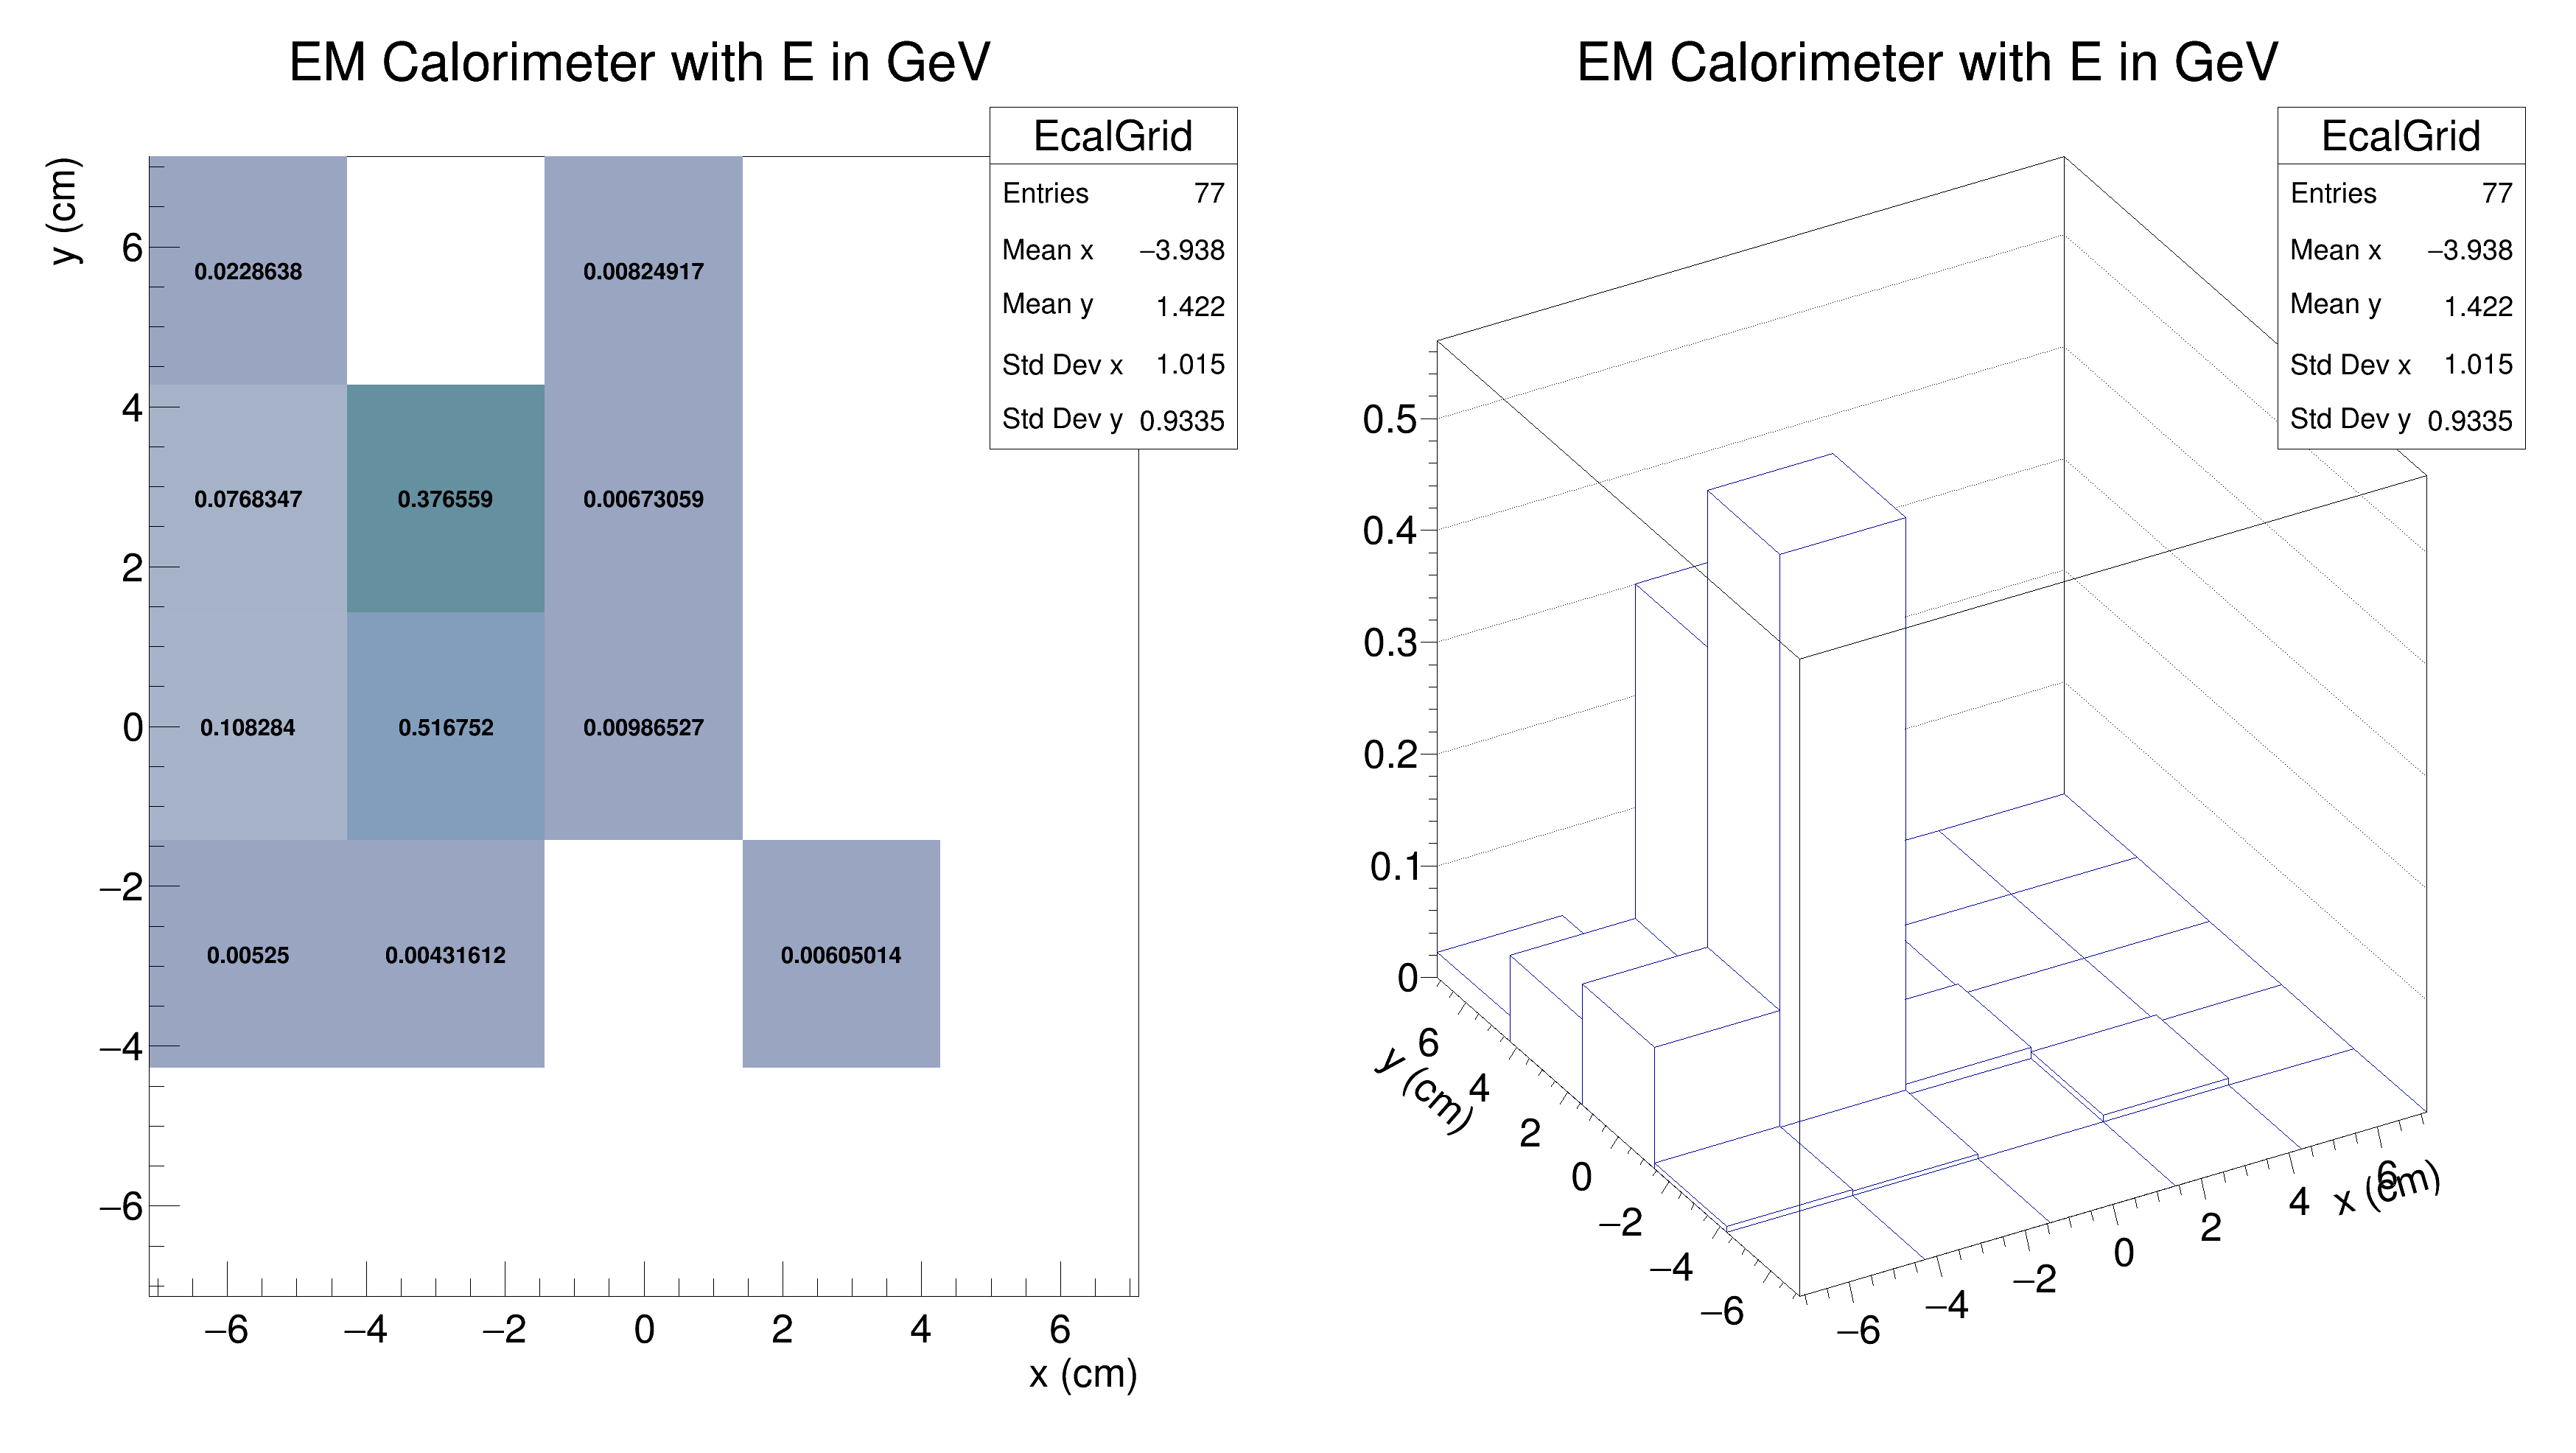 EM Calorimeter with E in GeV
EcalGrid
Entries 77
Mean x −3.938
Mean y 1.422
Std Dev x 1.015
Std Dev y 0.9335
y (cm)
6
4
2
0
−2
−4
−6
0.0228638 0.00824917
0.0768347 0.376559 0.00673059
0.108284 0.516752 0.00986527
0.00525 0.00431612 0.00605014
−6 −4 −2 0 2 4 6
x (cm)
EM Calorimeter with E in GeV
EcalGrid
Entries 77
Mean x −3.938
Mean y 1.422
Std Dev x 1.015
Std Dev y 0.9335
0.5
0.4
0.3
0.2
0.1
0
y (cm)
6
4
2
0
−2
−4
−6
−6 −4 −2 0 2 4 6
x (cm)